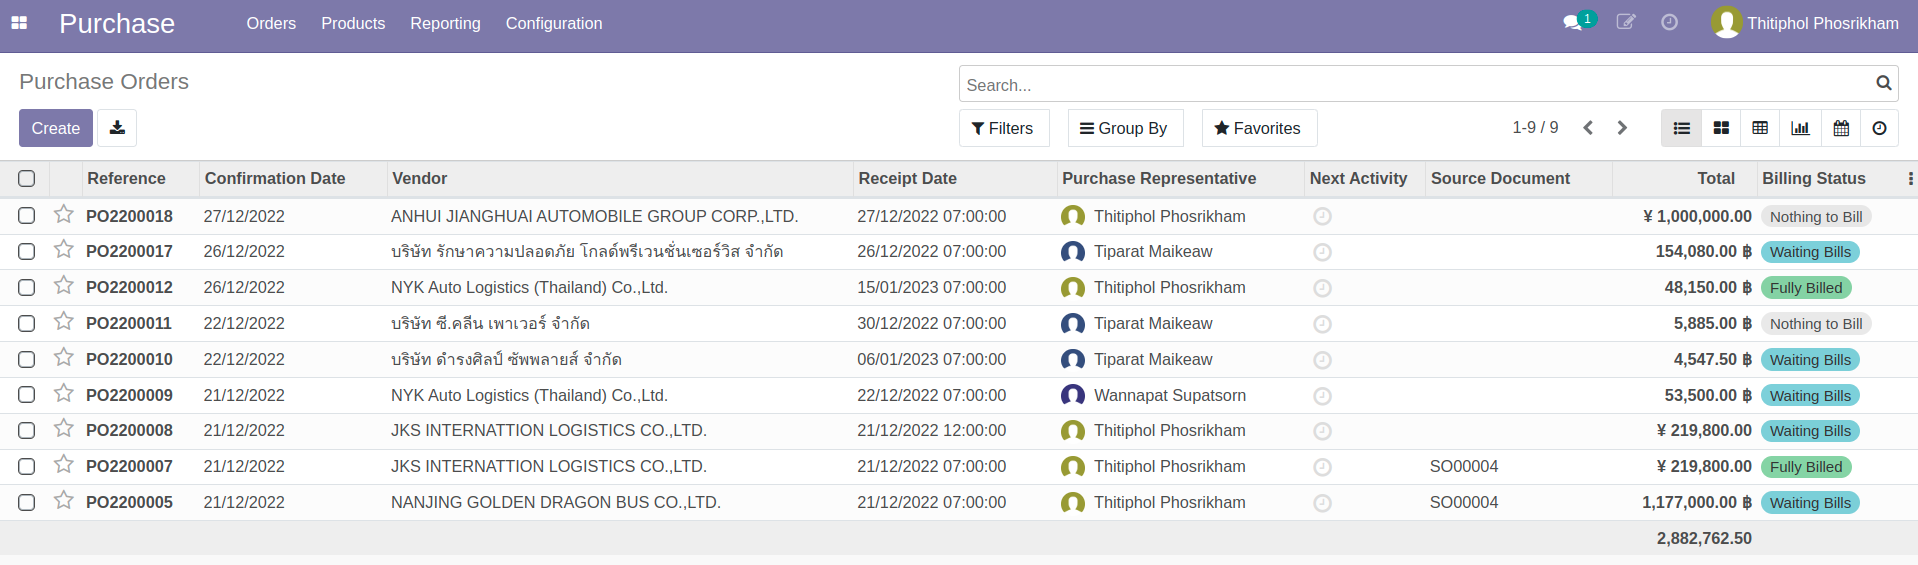 Purchase Orders Products Reporting Configuration 1 Thitiphol Phosrikham
Purchase Orders
Search...
Create Filters Group By Favorites 1-9 / 9
Reference Confirmation Date Vendor Receipt Date Purchase Representative Next Activity Source Document Total Billing Status
PO2200018 27/12/2022 ANHUI JIANGHUAI AUTOMOBILE GROUP CORP.,LTD. 27/12/2022 07:00:00 Thitiphol Phosrikham ¥ 1,000,000.00 Nothing to Bill
PO2200017 26/12/2022 บริษัท รักษาความปลอดภัย โกลด์พรีเวนชั่นเซอร์วิส จำกัด 26/12/2022 07:00:00 Tiparat Maikeaw 154,080.00 ฿ Waiting Bills
PO2200012 26/12/2022 NYK Auto Logistics (Thailand) Co.,Ltd. 15/01/2023 07:00:00 Thitiphol Phosrikham 48,150.00 ฿ Fully Billed
PO2200011 22/12/2022 บริษัท ซี.คลีน เพาเวอร์ จำกัด 30/12/2022 07:00:00 Tiparat Maikeaw 5,885.00 ฿ Nothing to Bill
PO2200010 22/12/2022 บริษัท ดำรงศิลป์ ซัพพลายส์ จำกัด 06/01/2023 07:00:00 Tiparat Maikeaw 4,547.50 ฿ Waiting Bills
PO2200009 21/12/2022 NYK Auto Logistics (Thailand) Co.,Ltd. 22/12/2022 07:00:00 Wannapat Supatsorn 53,500.00 ฿ Waiting Bills
PO2200008 21/12/2022 JKS INTERNATTION LOGISTICS CO.,LTD. 21/12/2022 12:00:00 Thitiphol Phosrikham ¥ 219,800.00 Waiting Bills
PO2200007 21/12/2022 JKS INTERNATTION LOGISTICS CO.,LTD. 21/12/2022 07:00:00 Thitiphol Phosrikham SO00004 ¥ 219,800.00 Fully Billed
PO2200005 21/12/2022 NANJING GOLDEN DRAGON BUS CO.,LTD. 21/12/2022 07:00:00 Thitiphol Phosrikham SO00004 1,177,000.00 ฿ Waiting Bills
2,882,762.50